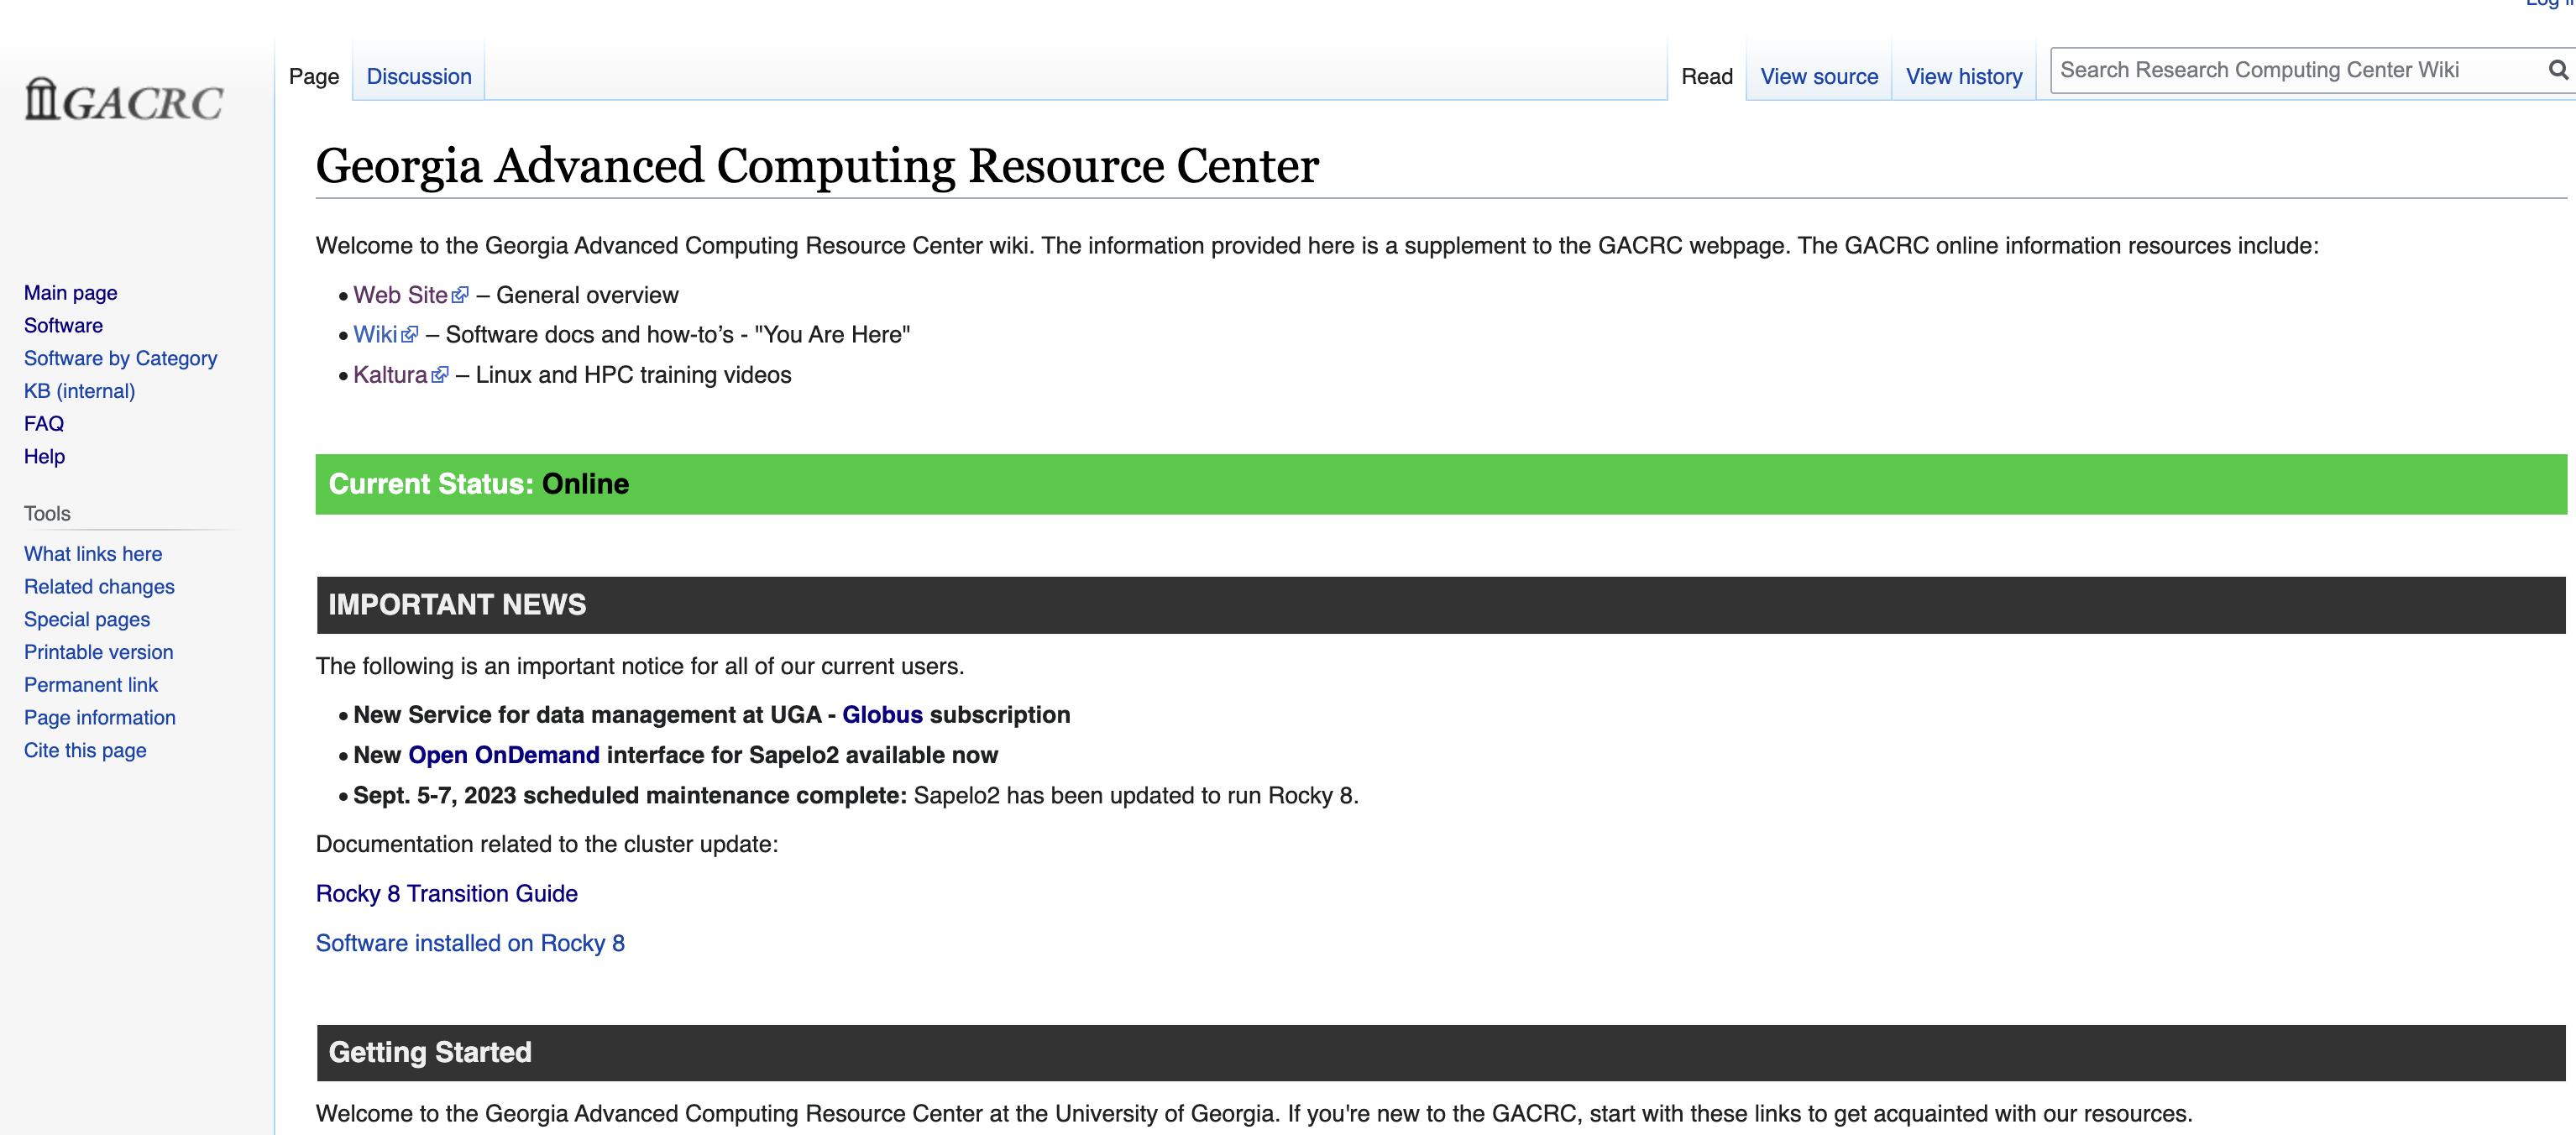 Page
Discussion
Read
View source
View history
Search Research Computing Center Wiki
GACRC
Main page
Software
Software by Category
KB (internal)
FAQ
Help
Tools
What links here
Related changes
Special pages
Printable version
Permanent link
Page information
Cite this page
Georgia Advanced Computing Resource Center
Welcome to the Georgia Advanced Computing Resource Center wiki. The information provided here is a supplement to the GACRC webpage. The GACRC online information resources include:
• Web Site – General overview
• Wiki – Software docs and how-to’s - "You Are Here"
• Kaltura – Linux and HPC training videos
Current Status: Online
IMPORTANT NEWS
The following is an important notice for all of our current users.
• New Service for data management at UGA - Globus subscription
• New Open OnDemand interface for Sapelo2 available now
• Sept. 5-7, 2023 scheduled maintenance complete: Sapelo2 has been updated to run Rocky 8.
Documentation related to the cluster update:
Rocky 8 Transition Guide
Software installed on Rocky 8
Getting Started
Welcome to the Georgia Advanced Computing Resource Center at the University of Georgia. If you're new to the GACRC, start with these links to get acquainted with our resources.